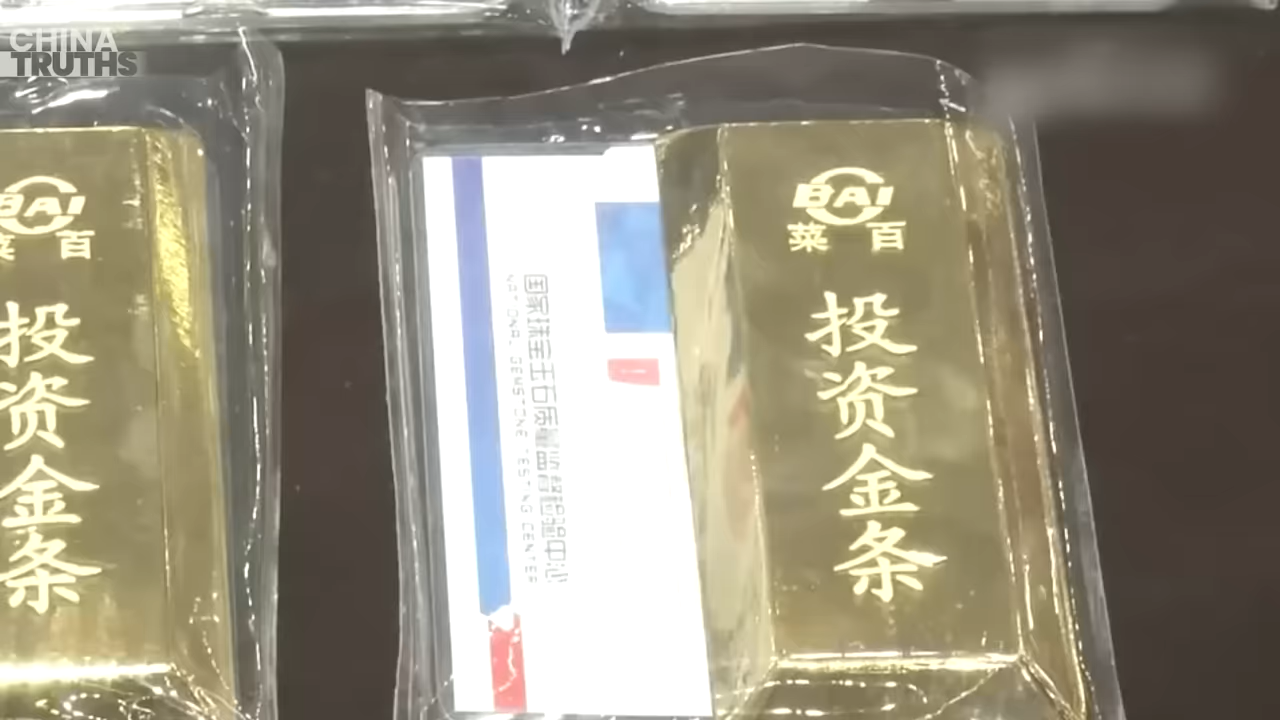 CHINA
TRUTHS
BAI
菜 百
投资金条
国家珠宝玉石质量监督检验中心
NATIONAL GEMSTONE TESTING CENTER
BAI
菜 百
投资金条